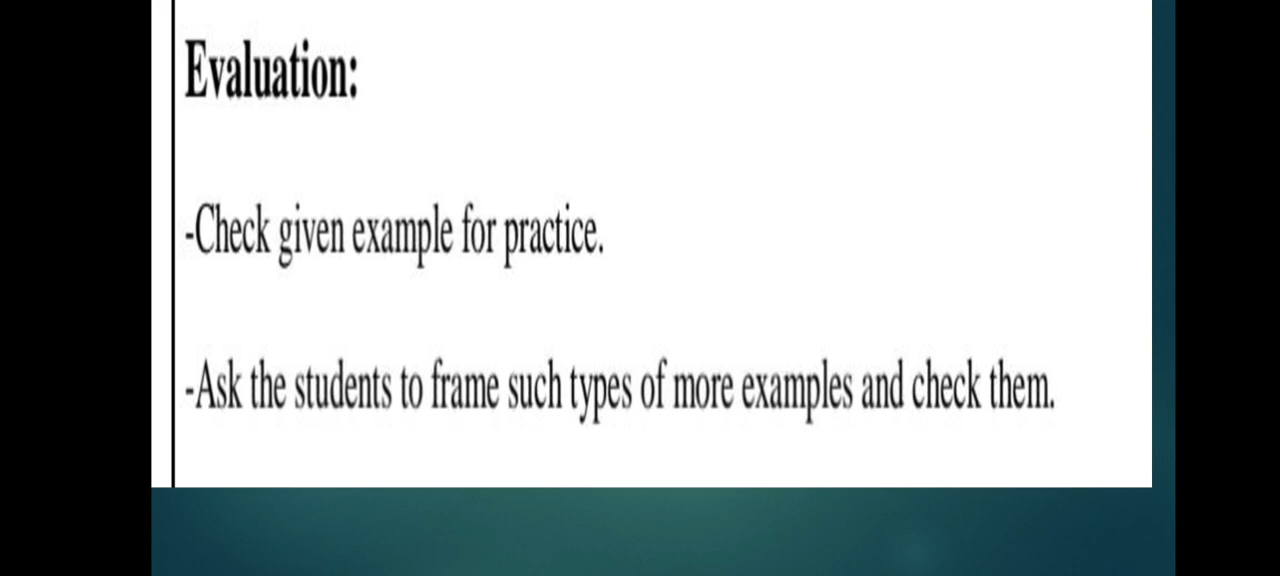 Evaluation:
-Check given example for practice.
-Ask the students to frame such types of more examples and check them.